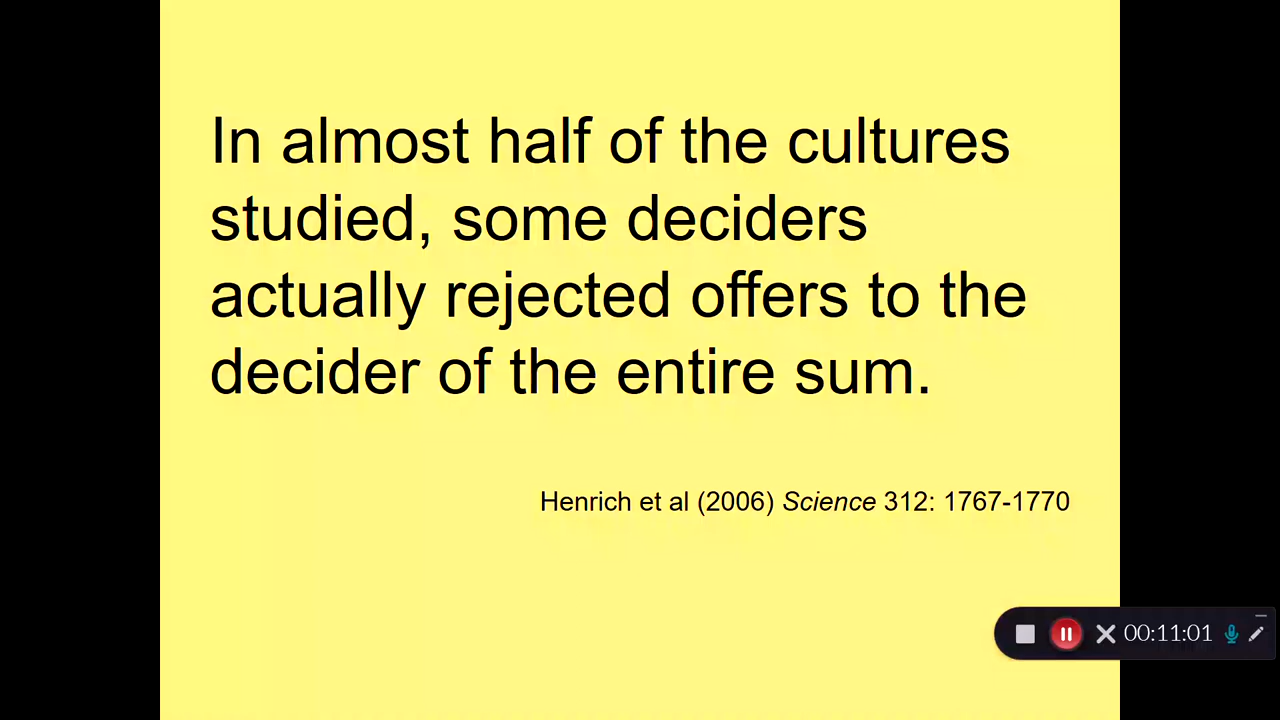 In almost half of the cultures
studied, some deciders
actually rejected offers to the
decider of the entire sum.
Henrich et al (2006) Science 312: 1767-1770
00:11:01